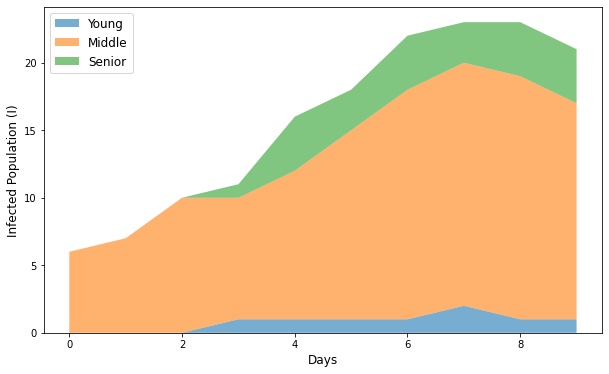 Young
Middle
Senior
Infected Population (I)
20
15
10
5
0
0 2 4 6 8
Days